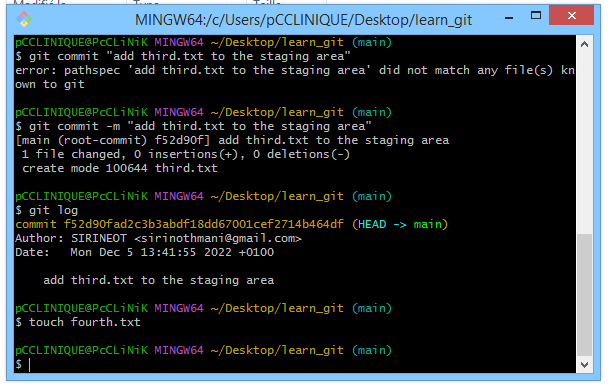 MINGW64:/c/Users/pCCLINIQUE/Desktop/learn_git
pCCLINIQUE@PcCLiNiK MINGW64 ~/Desktop/learn_git (main)
$ git commit "add third.txt to the staging area"
error: pathspec 'add third.txt to the staging area' did not match any file(s) kn
own to git
pCCLINIQUE@PcCLiNiK MINGW64 ~/Desktop/learn_git (main)
$ git commit -m "add third.txt to the staging area"
[main (root-commit) f52d90f] add third.txt to the staging area
 1 file changed, 0 insertions(+), 0 deletions(-)
 create mode 100644 third.txt
pCCLINIQUE@PcCLiNiK MINGW64 ~/Desktop/learn_git (main)
$ git log
commit f52d90fad2c3b3abdf18dd67001cef2714b464df (HEAD -> main)
Author: SIRINEOT <sirinothmani@gmail.com>
Date:   Mon Dec 5 13:41:55 2022 +0100
    add third.txt to the staging area
pCCLINIQUE@PcCLiNiK MINGW64 ~/Desktop/learn_git (main)
$ touch fourth.txt
pCCLINIQUE@PcCLiNiK MINGW64 ~/Desktop/learn_git (main)
$